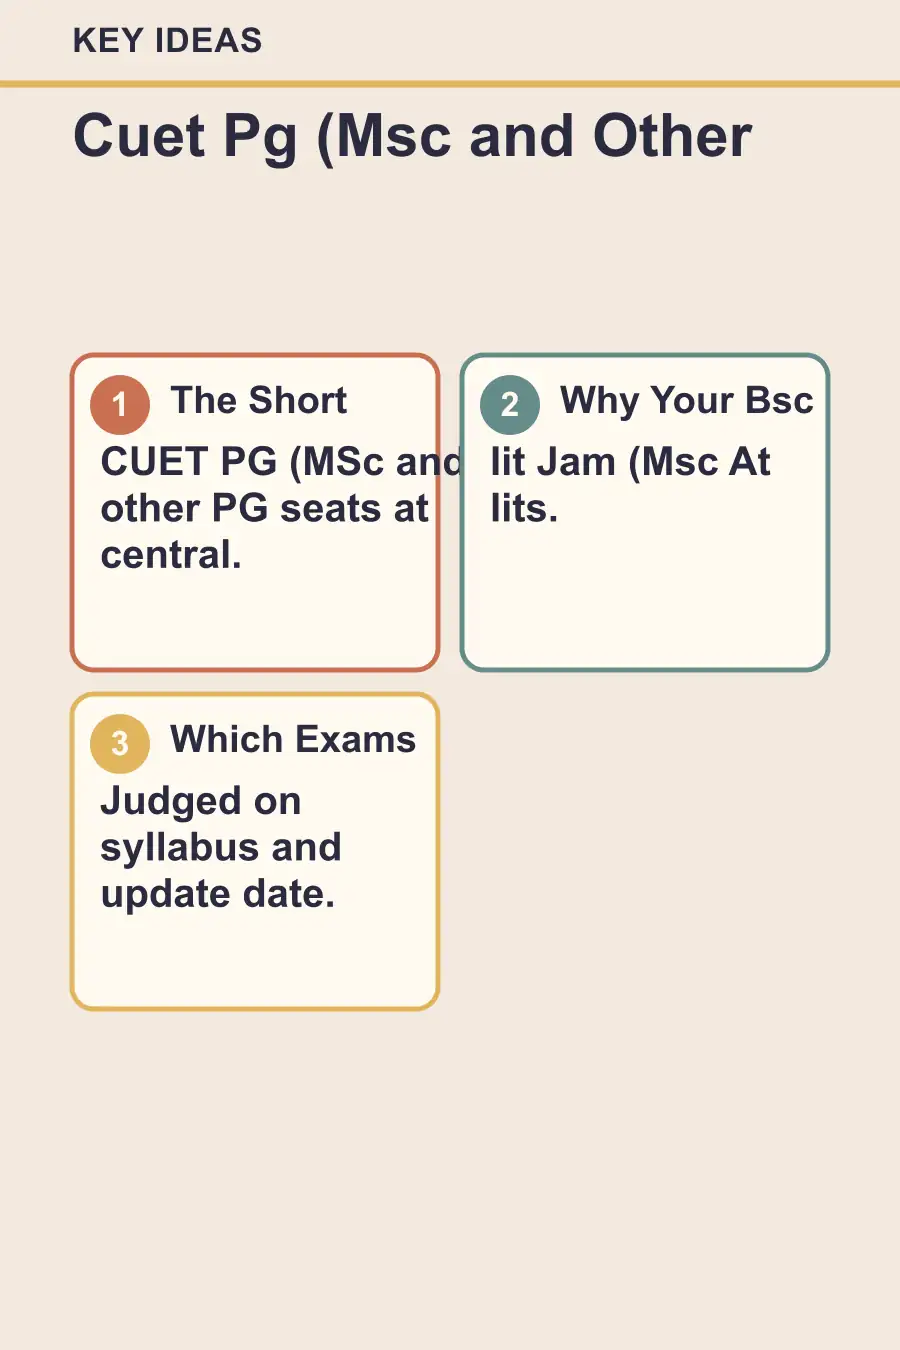 KEY IDEAS
Cuet Pg (Msc and Other
1 The Short
CUET PG (MSc and
other PG seats at
central.
2 Why Your Bsc
Iit Jam (Msc At
Iits.
3 Which Exams
Judged on
syllabus and
update date.